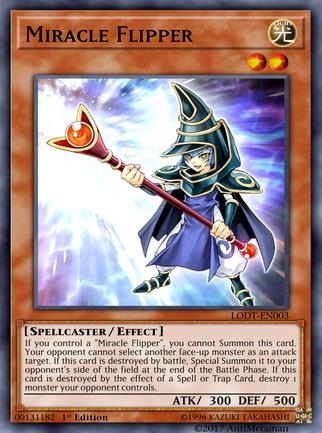 MIRACLE FLIPPER
LIGHT
光
LODT-EN003
[SPELLCASTER / EFFECT]
If you control a "Miracle Flipper", you cannot Summon this card.
Your opponent cannot select another face-up monster as an attack
target. If this card is destroyed by battle, Special Summon it to your
opponent's side of the field at the end of the Battle Phase. If this
card is destroyed by the effect of a Spell or Trap Card, destroy 1
monster your opponent controls.
ATK/ 300 DEF/ 500
00131182 1st Edition ©1996 KAZUKI TAKAHASHI
©2017 AntiMetaman